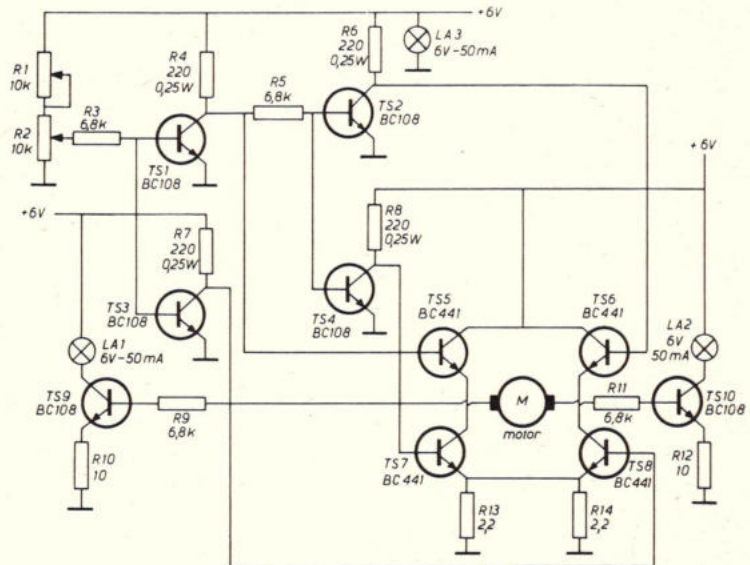 +6V
R1
10k
R2
10k
R3
6,8k
R4
220
0,25W
TS1
BC108
R5
6,8k
R6
220
0,25W
LA3
6V-50mA
TS2
BC108
+6V
+6V
R7
220
0,25W
TS3
BC108
LA1
6V-50mA
R8
220
0,25W
TS4
BC108
TS5
BC441
TS6
BC441
LA2
6V
50mA
TS9
BC108
R9
6,8k
M
motor
R11
6,8k
TS10
BC108
R10
10
TS7
BC441
TS8
BC441
R12
10
R13
2,2
R14
2,2